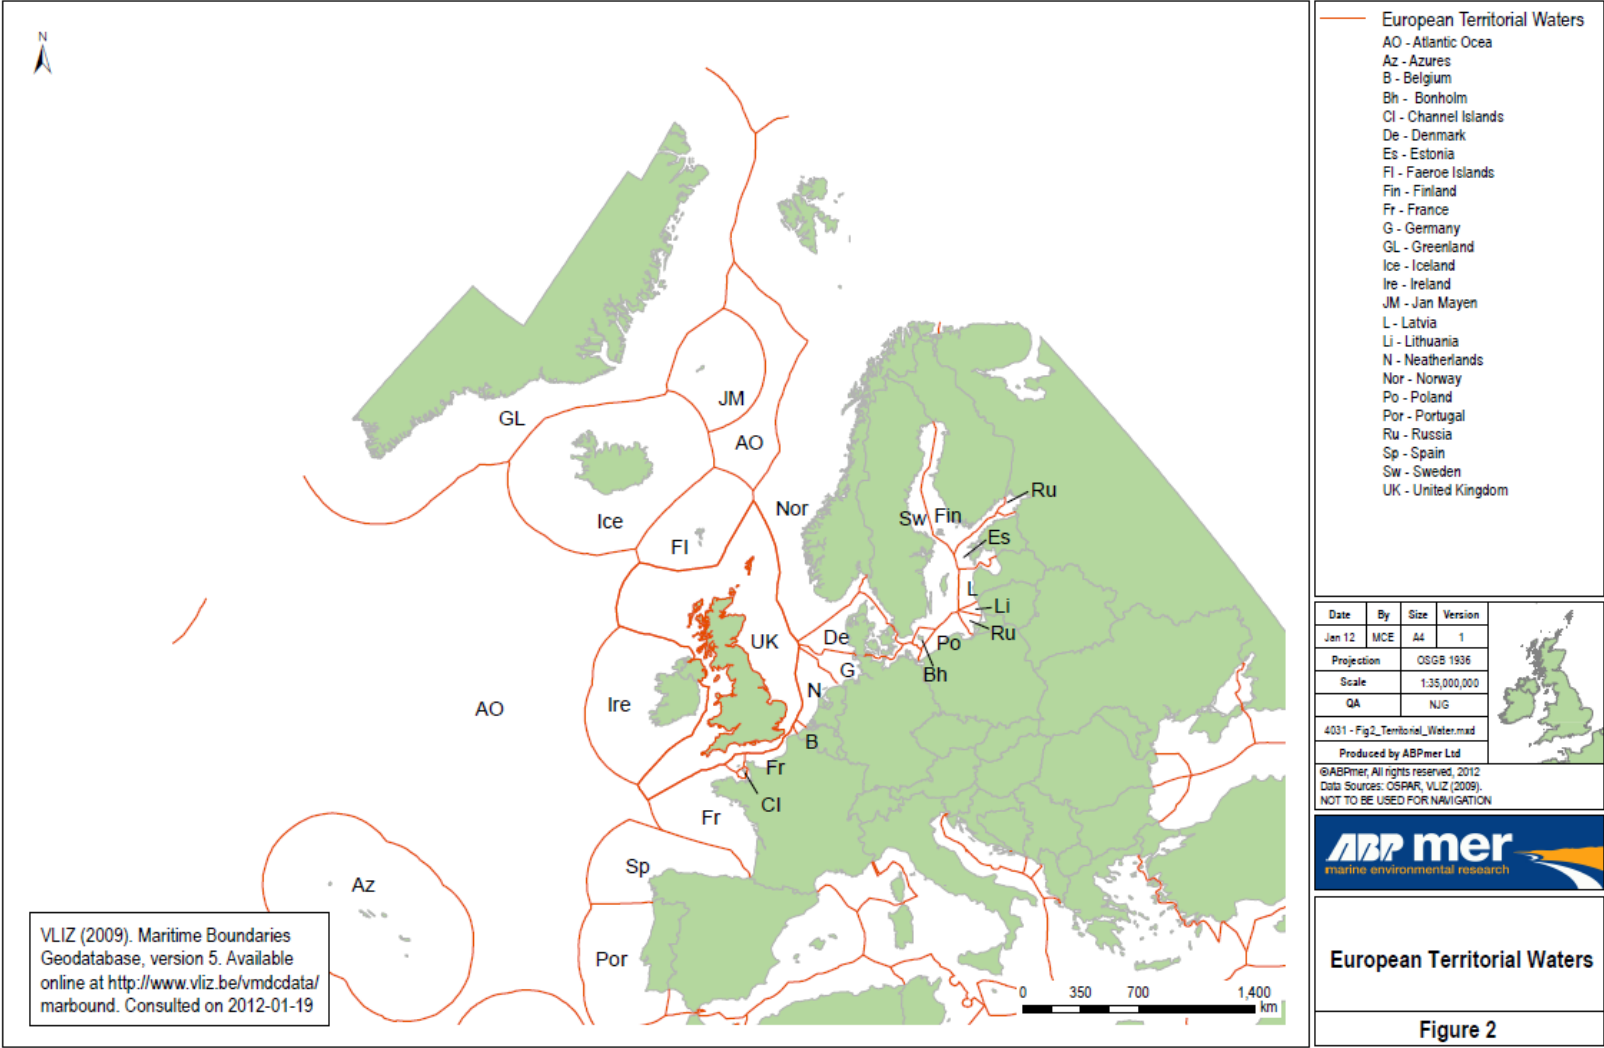 N
GL
JM
AO
Ice
FI
Nor
Sw
Fin
Ru
Es
L
Li
Ru
Po
Bh
De
G
UK
N
Ire
AO
B
Fr
CI
Fr
Sp
Az
Por
VLIZ (2009). Maritime Boundaries
Geodatabase, version 5. Available
online at http://www.vliz.be/vmdcdata/
marbound. Consulted on 2012-01-19
0 350 700 1,400
km
European Territorial Waters
AO - Atlantic Ocea
Az - Azures
B - Belgium
Bh - Bonholm
CI - Channel Islands
De - Denmark
Es - Estonia
FI - Faeroe Islands
Fin - Finland
Fr - France
G - Germany
GL - Greenland
Ice - Iceland
Ire - Ireland
JM - Jan Mayen
L - Latvia
Li - Lithuania
N - Neatherlands
Nor - Norway
Po - Poland
Por - Portugal
Ru - Russia
Sp - Spain
Sw - Sweden
UK - United Kingdom
Date By Size Version
Jan 12 MCE A4 1
Projection OSGB 1936
Scale 1:35,000,000
QA NJG
4031 - Fig2_Territorial_Water.mxd
Produced by ABPmer Ltd
©ABPmer, All rights reserved, 2012
Data Sources: OSPAR, VLIZ (2009).
NOT TO BE USED FOR NAVIGATION
ABP mer
marine environmental research
European Territorial Waters
Figure 2